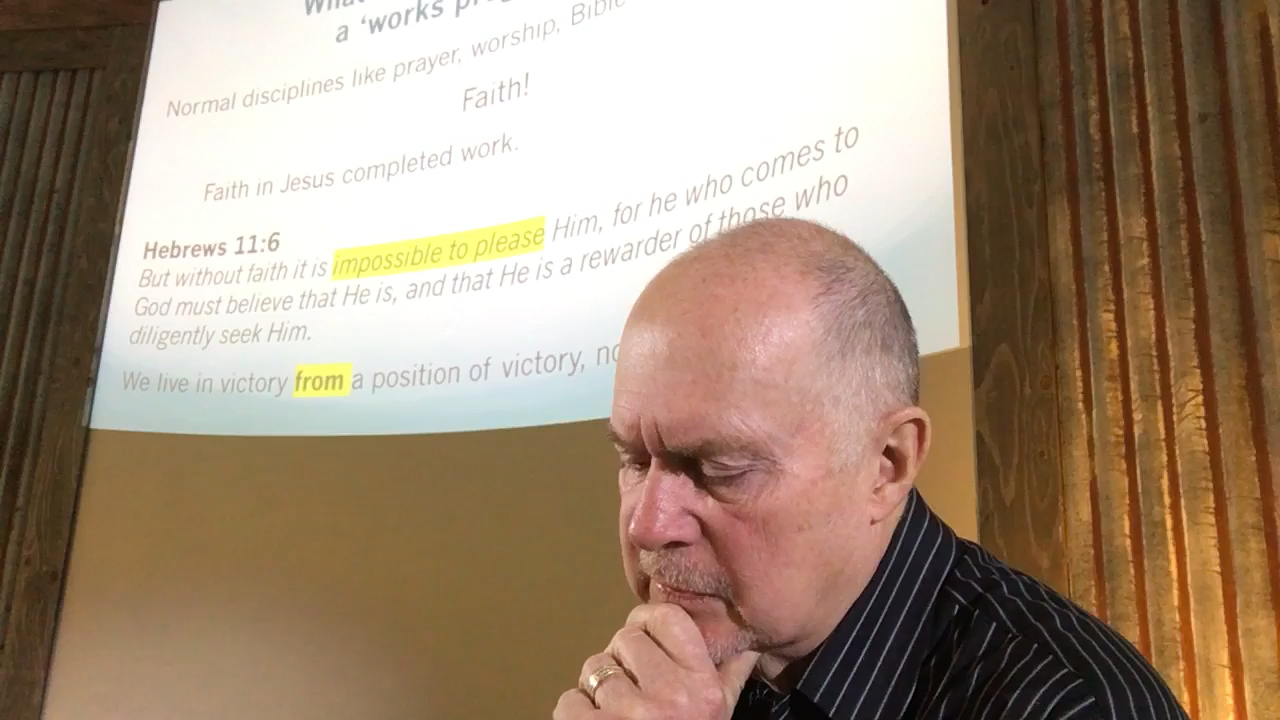 What
a ‘works
Normal disciplines like prayer, worship, Bible
Faith!
Faith in Jesus completed work.
Hebrews 11:6
But without faith it is impossible to please Him, for he who comes to
God must believe that He is, and that He is a rewarder of those who
diligently seek Him.
We live in victory from a position of victory,